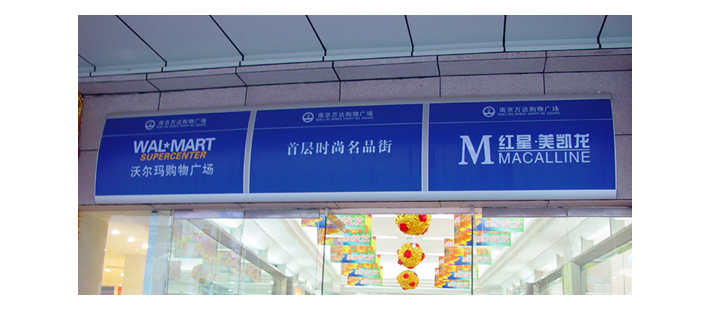 南京万达购物广场
WAL★MART
SUPERCENTER
沃尔玛购物广场
南京万达购物广场
首层时尚名品街
南京万达购物广场
M 红星·美凯龙
MACALLINE